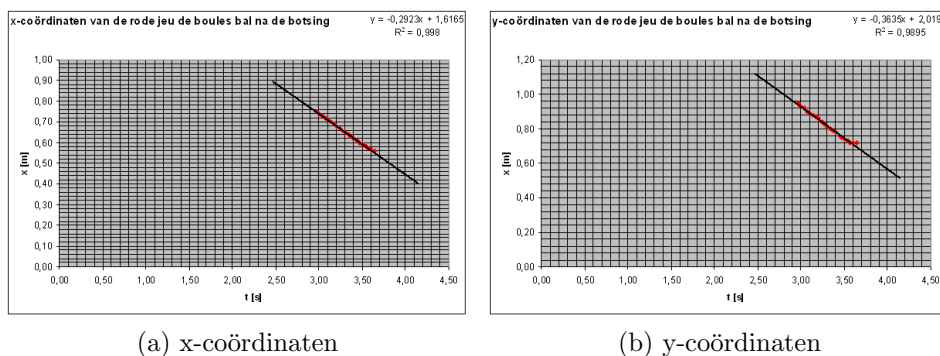 x-coördinaten van de rode jeu de boules bal na de botsing
y = -0,2923x + 1,6165
R² = 0,998
x [m]
1,00
0,90
0,80
0,70
0,60
0,50
0,40
0,30
0,20
0,10
0,00
0,00 0,50 1,00 1,50 2,00 2,50 3,00 3,50 4,00 4,50
t [s]
y-coördinaten van de rode jeu de boules bal na de botsing
y = -0,3635x + 2,019
R² = 0,9895
x [m]
1,20
1,00
0,80
0,60
0,40
0,20
0,00
0,00 0,50 1,00 1,50 2,00 2,50 3,00 3,50 4,00 4,50
t [s]
(a) x-coördinaten
(b) y-coördinaten